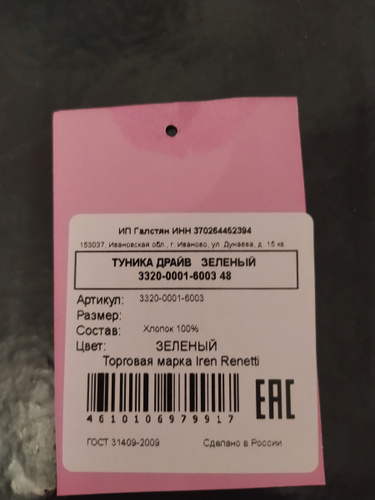 ИП Галстян ИНН 370264452394
153037, Ивановская обл., г. Иваново, ул. Дунаева, д. 15 кв.
ТУНИКА ДРАЙВ ЗЕЛЕНЫЙ
3320-0001-6003 48
Артикул: 3320-0001-6003
Размер:
Состав: Хлопок 100%
Цвет: ЗЕЛЕНЫЙ
Торговая марка Iren Renetti
4610106979917
EAC
ГОСТ 31409-2009 Сделано в России